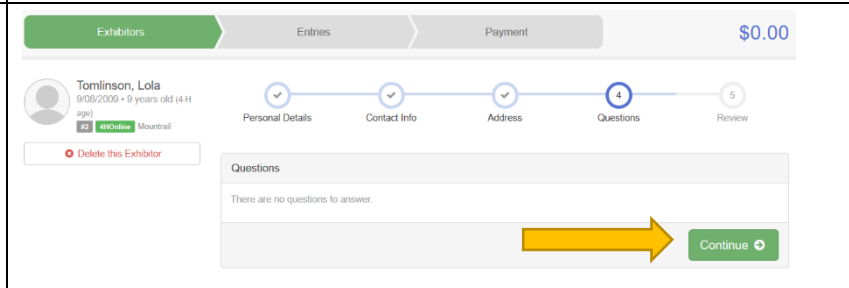 Exhibitors
Entries
Payment
$0.00
Tomlinson, Lola
9/08/2009 • 9 years old (4-H
age)
#2 4HOnline Mountrail
Delete this Exhibitor
Personal Details
Contact Info
Address
4
Questions
5
Review
Questions
There are no questions to answer.
Continue